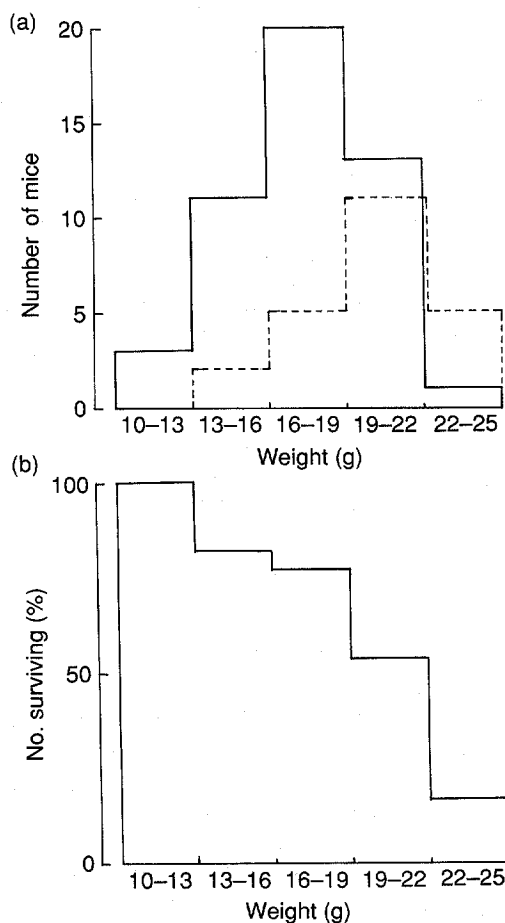 (a)
20
15
10
5
0
Number of mice
10–13 13–16 16–19 19–22 22–25
Weight (g)
(b)
100
50
0
No. surviving (%)
10–13 13–16 16–19 19–22 22–25
Weight (g)